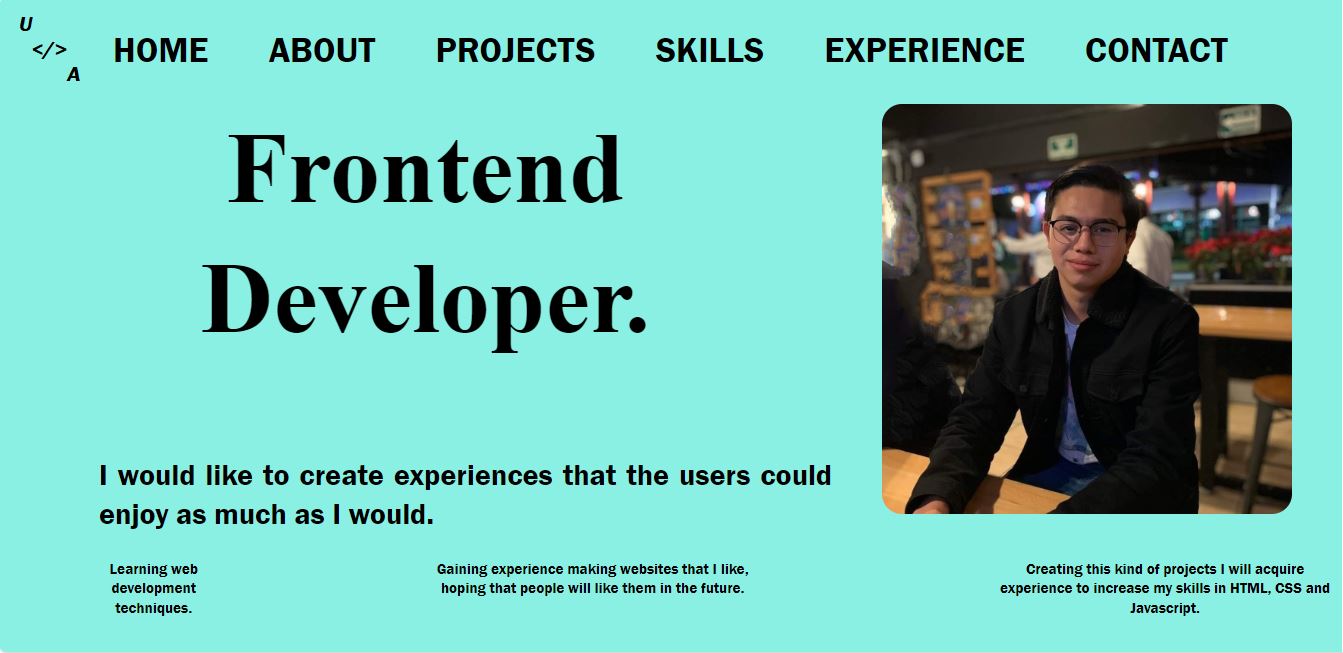 U
</>
A
HOME ABOUT PROJECTS SKILLS EXPERIENCE CONTACT
Frontend
Developer.
I would like to create experiences that the users could
enjoy as much as I would.
Learning web
development
techniques.
Gaining experience making websites that I like,
hoping that people will like them in the future.
Creating this kind of projects I will acquire
experience to increase my skills in HTML, CSS and
Javascript.